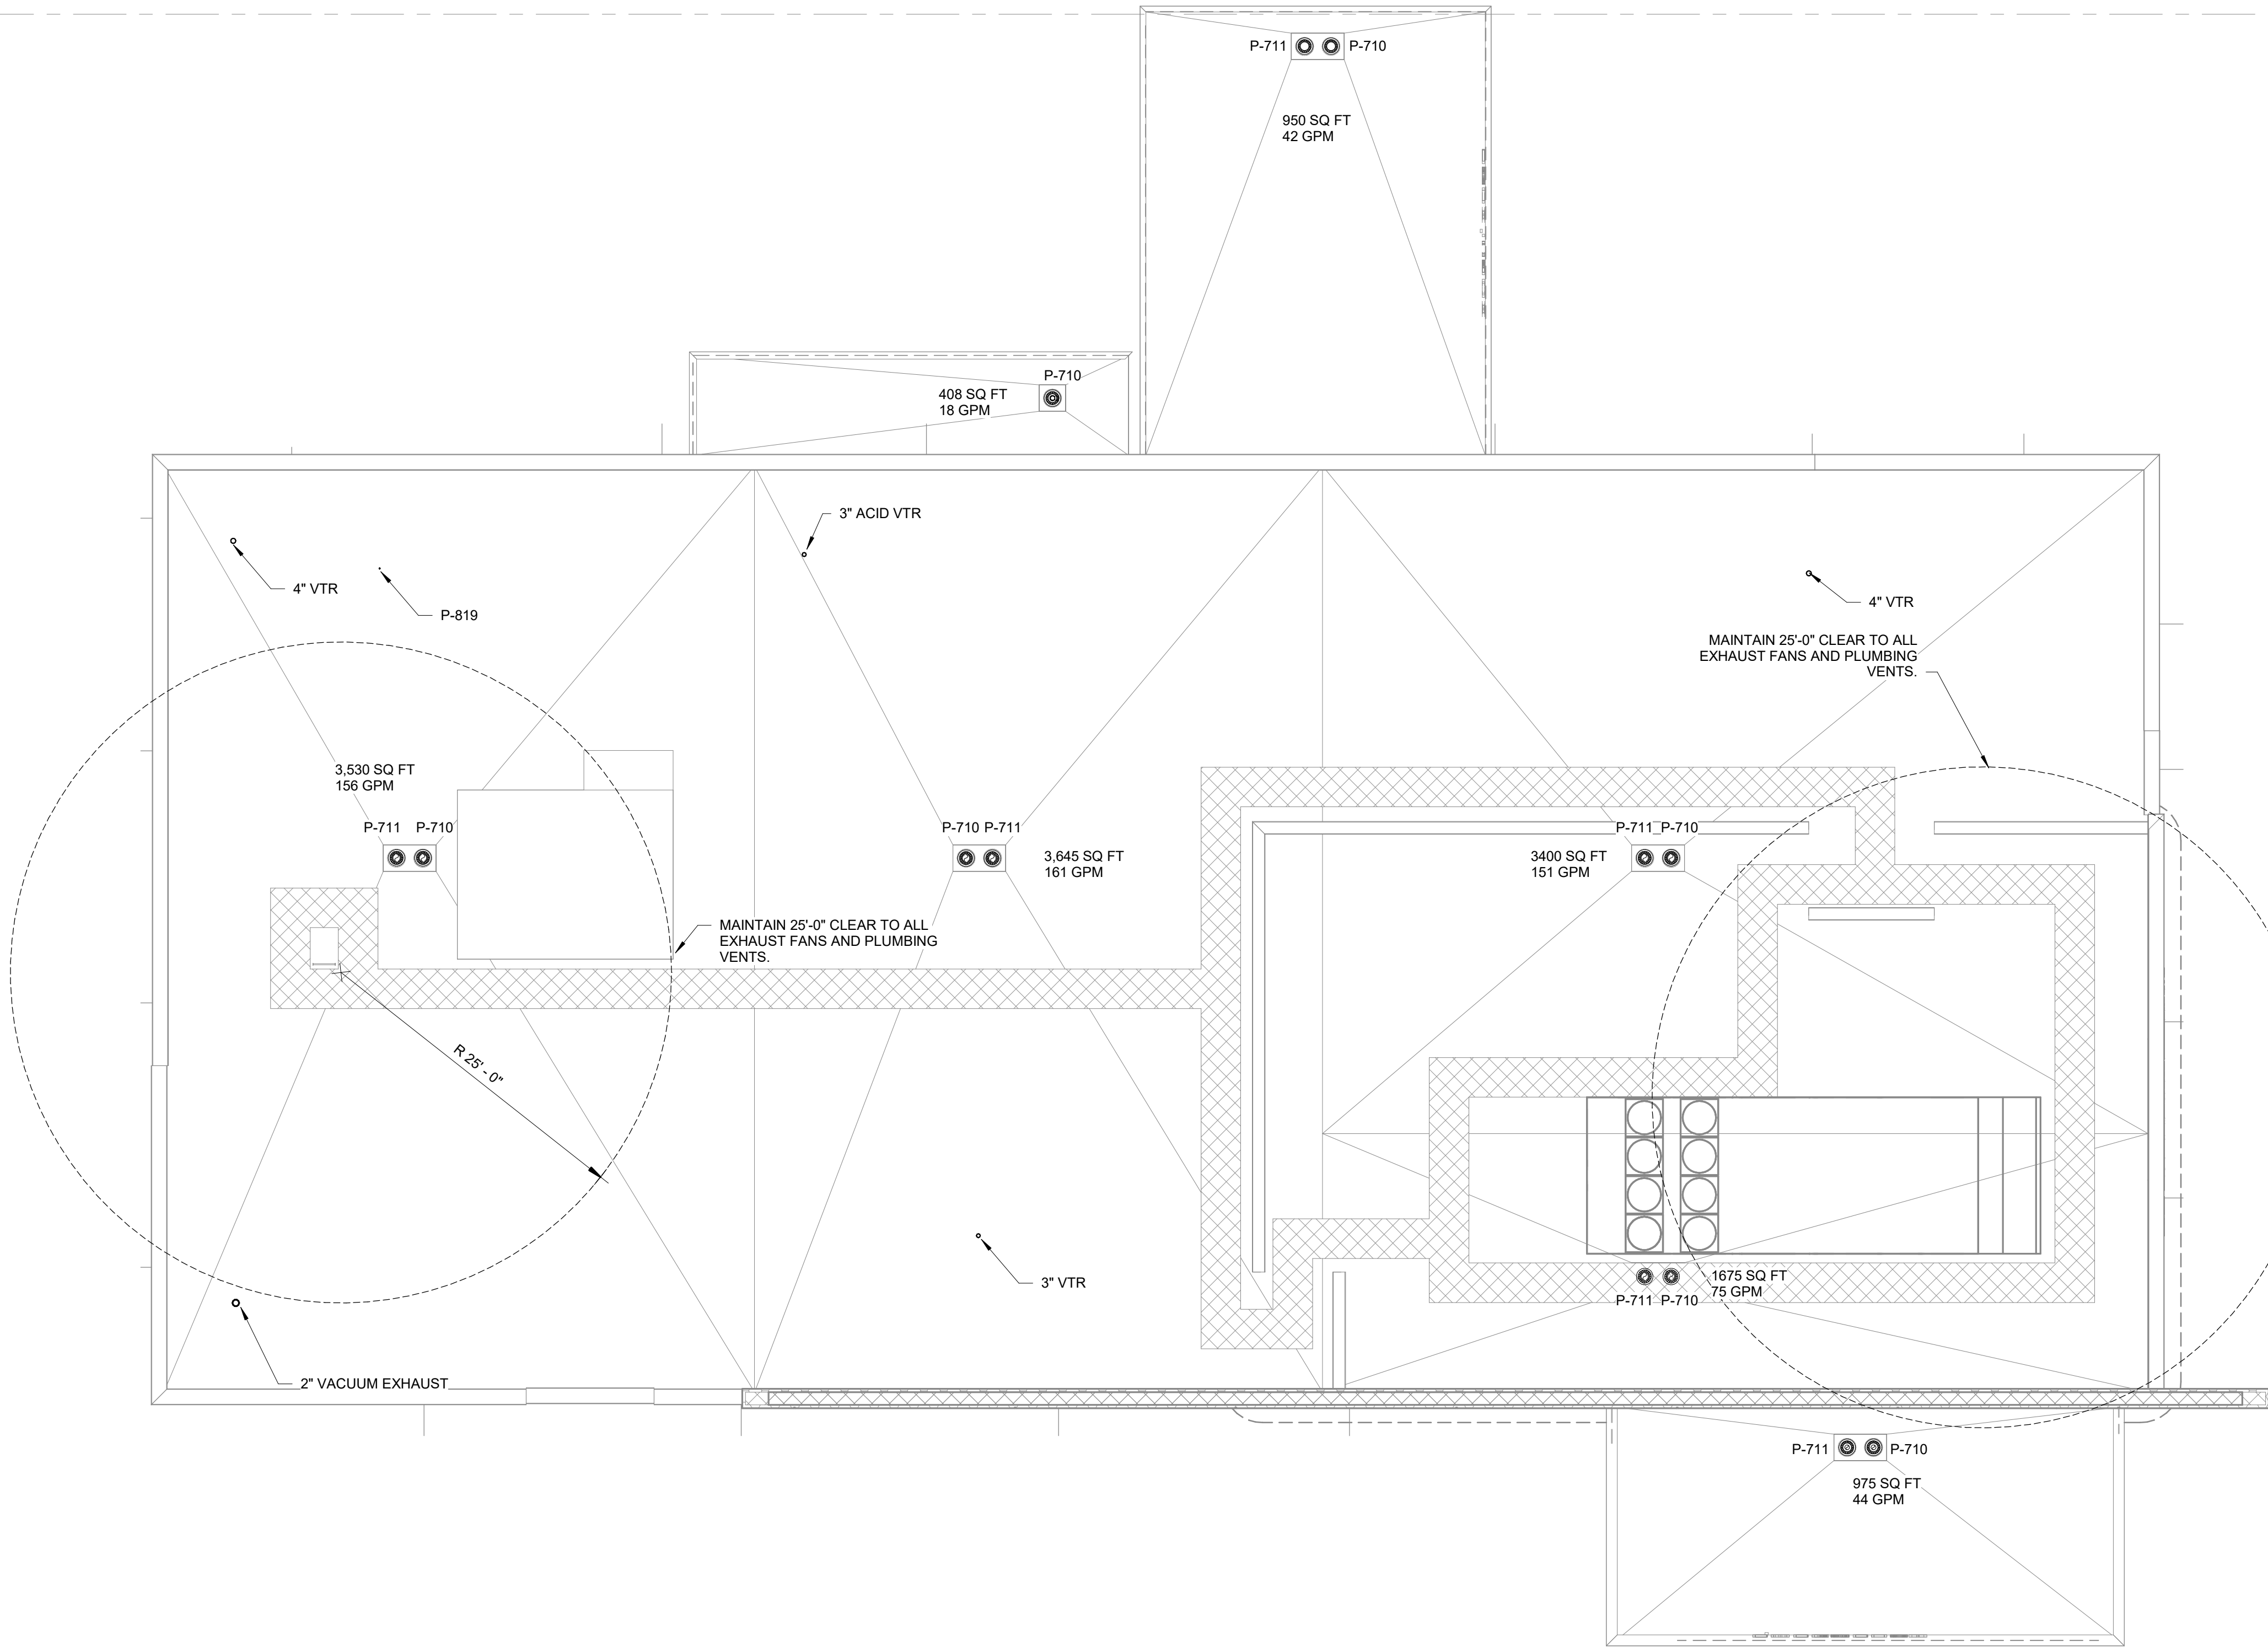 P-711
P-710
950 SQ FT
42 GPM
P-710
408 SQ FT
18 GPM
3" ACID VTR
4" VTR
P-819
4" VTR
MAINTAIN 25'-0" CLEAR TO ALL
EXHAUST FANS AND PLUMBING
VENTS.
3,530 SQ FT
156 GPM
P-711
P-710
P-710
P-711
3,645 SQ FT
161 GPM
P-711
P-710
3400 SQ FT
151 GPM
MAINTAIN 25'-0" CLEAR TO ALL
EXHAUST FANS AND PLUMBING
VENTS.
R 25' - 0"
3" VTR
1675 SQ FT
75 GPM
P-711
P-710
2" VACUUM EXHAUST
P-711
P-710
975 SQ FT
44 GPM